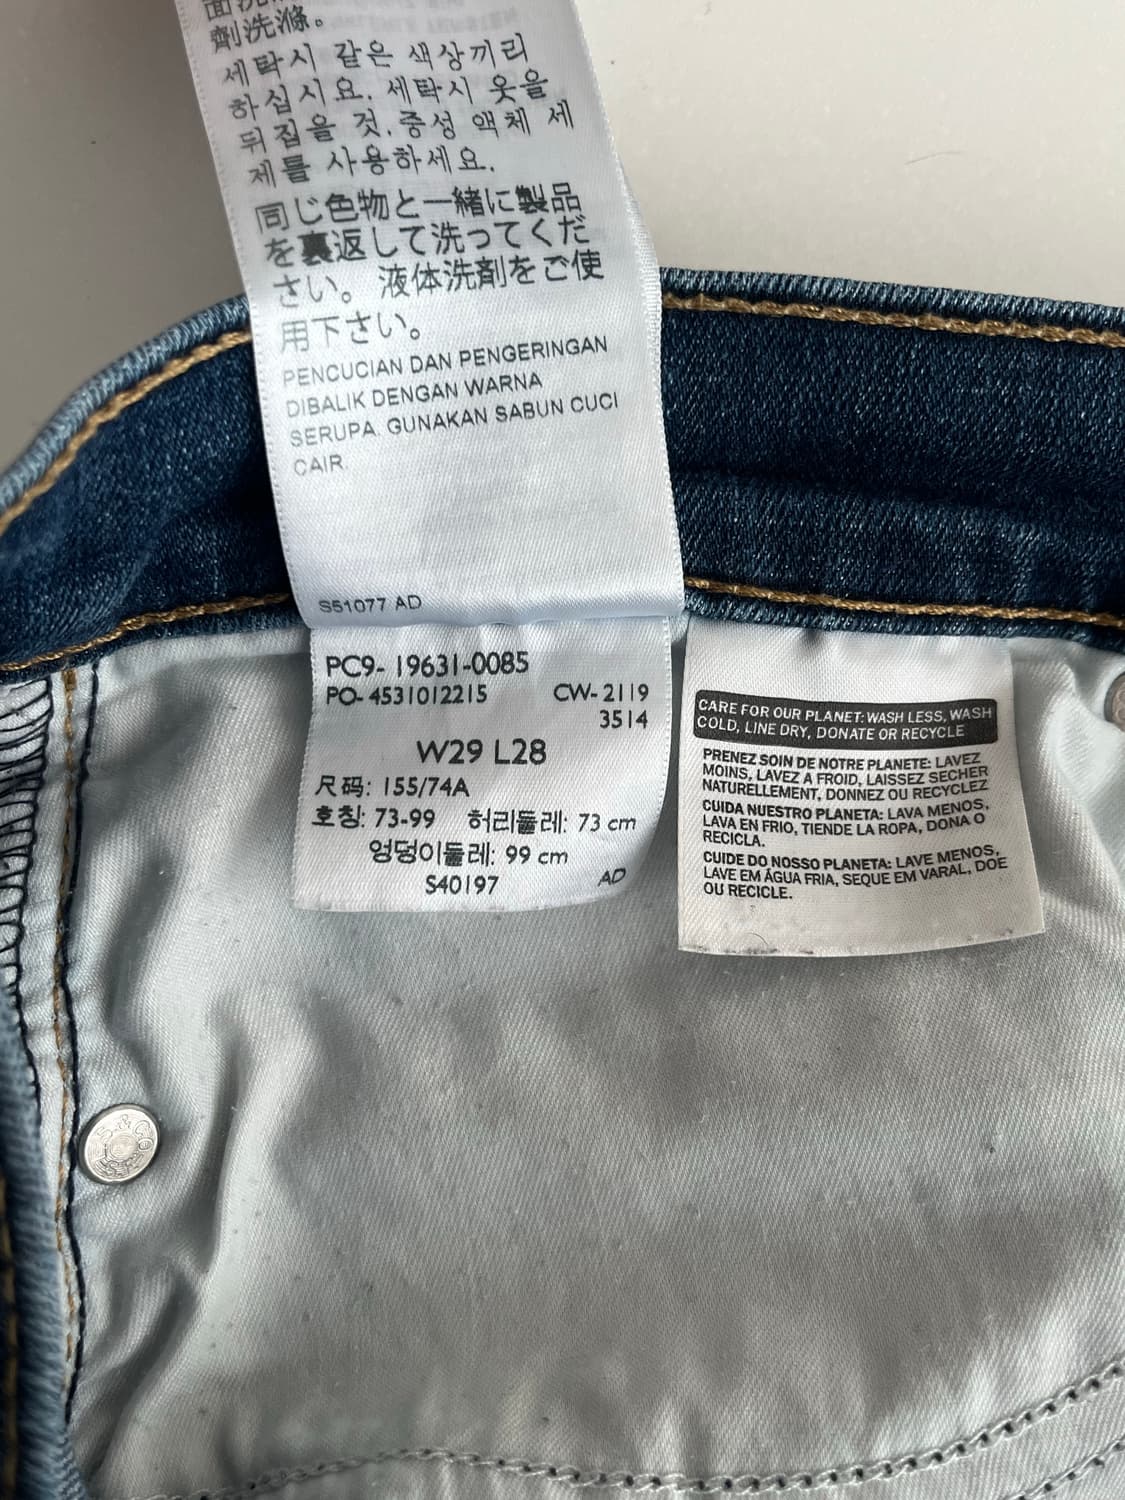 劑洗滌。
세탁시 같은 색상끼리
하십시요. 세탁시 옷을
뒤집을 것. 중성 액체 세
제를 사용하세요.
同じ色物と一緒に製品
を裏返して洗ってくだ
さい。 液体洗剤をご使
用下さい。
PENCUCIAN DAN PENGERINGAN
DIBALIK DENGAN WARNA
SERUPA. GUNAKAN SABUN CUCI
CAIR.
S51077 AD
PC9- 19631-0085
PO- 4531012215 CW- 2119
3514
W29 L28
尺码: 155/74A
호칭: 73-99 허리둘레: 73 cm
엉덩이둘레: 99 cm
S40197 AD
CARE FOR OUR PLANET: WASH LESS, WASH
COLD, LINE DRY, DONATE OR RECYCLE
PRENEZ SOIN DE NOTRE PLANETE: LAVEZ
MOINS, LAVEZ A FROID, LAISSEZ SECHER
NATURELLEMENT, DONNEZ OU RECYCLEZ
CUIDA NUESTRO PLANETA: LAVA MENOS,
LAVA EN FRIO, TIENDE LA ROPA, DONA O
RECICLA.
CUIDE DO NOSSO PLANETA: LAVE MENOS,
LAVE EM ÁGUA FRIA, SEQUE EM VARAL, DOE
OU RECICLE.